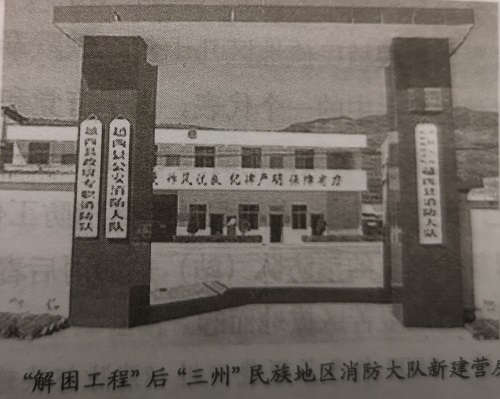 越西县政府专职消防队
越西县公安消防大队
作风优良 纪律严明 保障有力
越西县消防大队
“解困工程”后“三州”民族地区消防大队新建营房